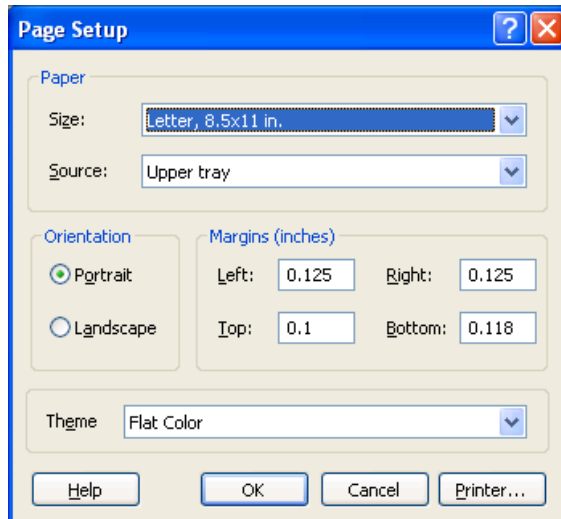 Page Setup
Paper
Size: Letter, 8.5x11 in.
Source: Upper tray
Orientation Margins (inches)
Portrait Left: 0.125 Right: 0.125
Landscape Top: 0.1 Bottom: 0.118
Theme Flat Color
Help OK Cancel Printer...